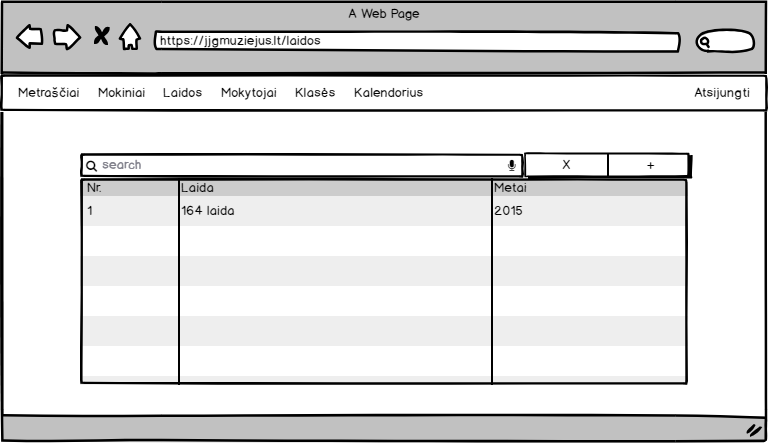 A Web Page
https://jjgmuziejus.lt/laidos
Metraščiai Mokiniai Laidos Mokytojai Klasės Kalendorius Atsijungti
search X +
Nr. Laida Metai
1 164 laida 2015